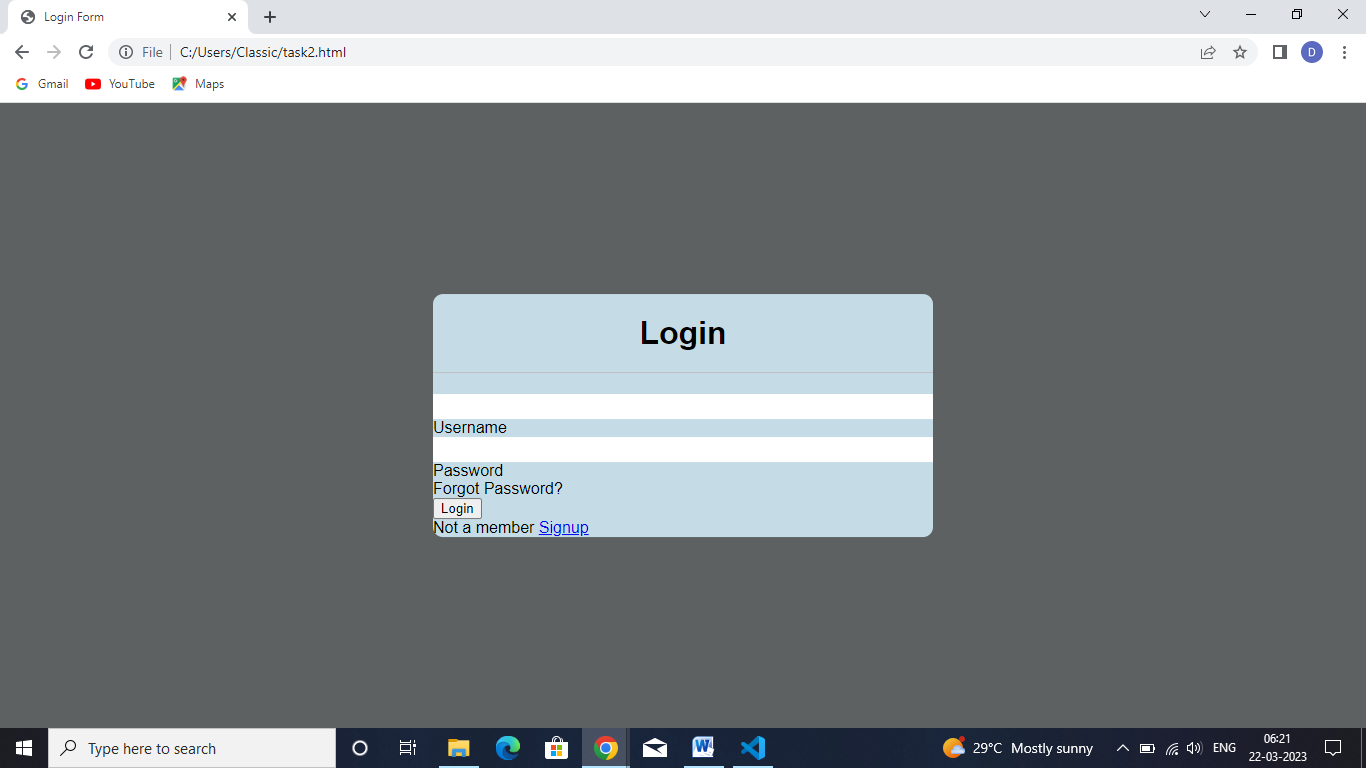 Login Form
File C:/Users/Classic/task2.html
D
Gmail YouTube Maps
Login
Username
Password
Forgot Password?
Login
Not a member Signup
Type here to search
29°C Mostly sunny
ENG
06:21
22-03-2023